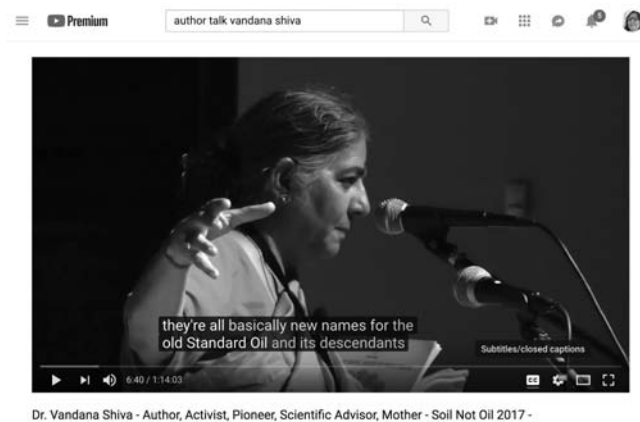 Premium
author talk vandana shiva
5
they're all basically new names for the
old Standard Oil and its descendants
Subtitles/closed captions
6:40 / 1:14:03
CC
Dr. Vandana Shiva - Author, Activist, Pioneer, Scientific Advisor, Mother - Soil Not Oil 2017 -